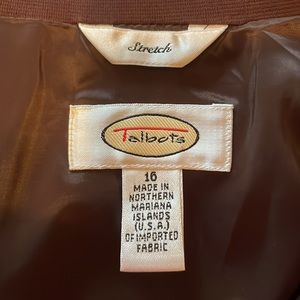 Stretch
Talbots
16
MADE IN
NORTHERN
MARIANA
ISLANDS
(U.S.A.)
OF IMPORTED
FABRIC